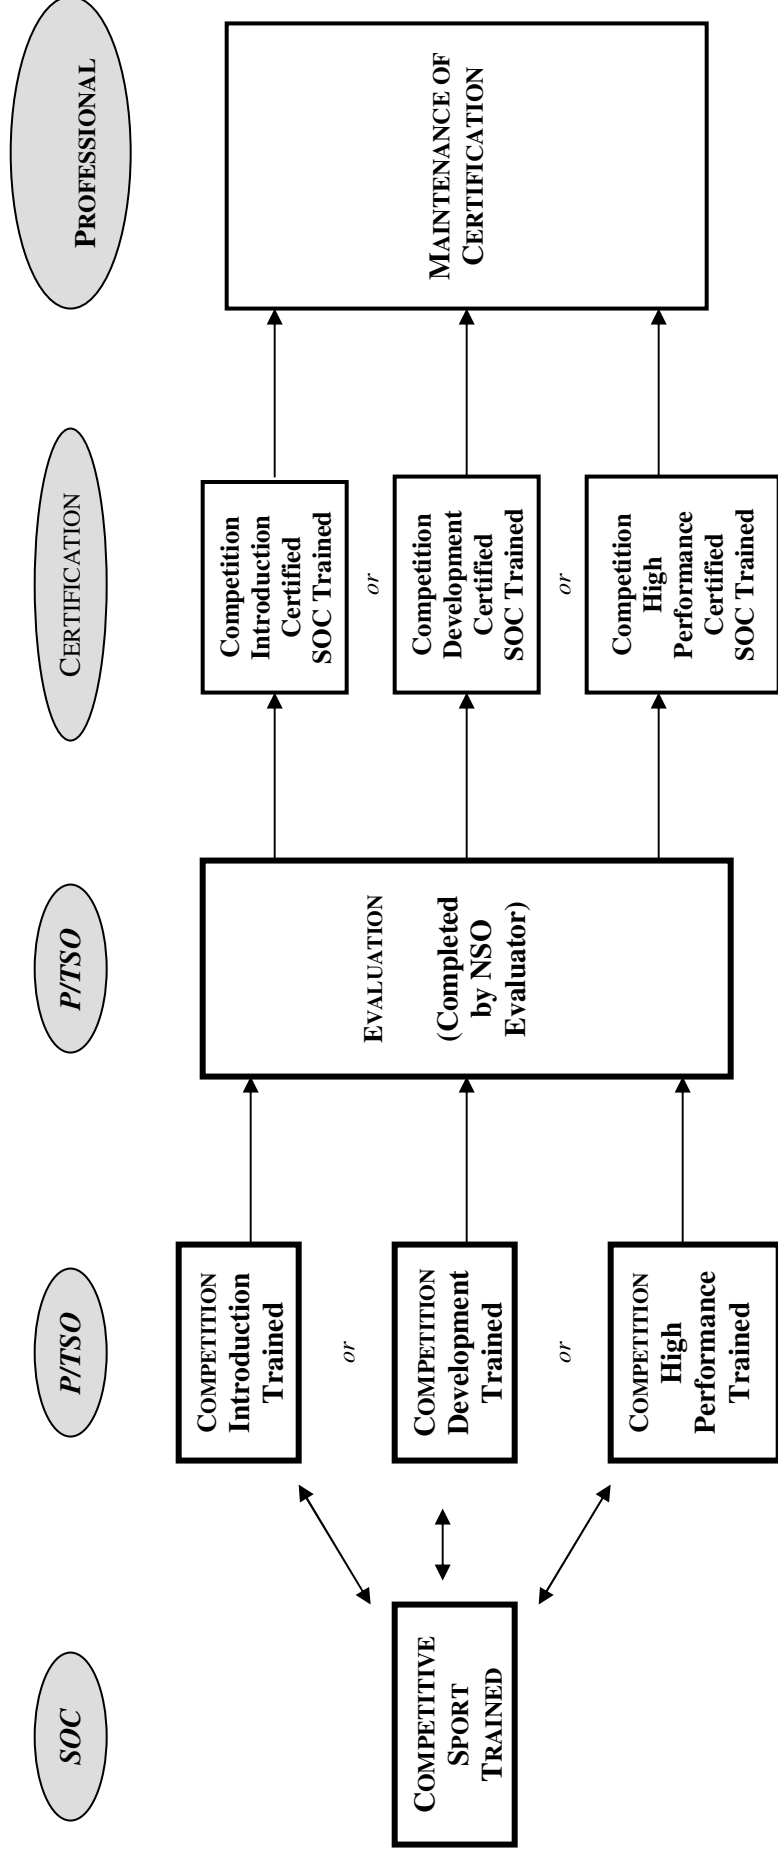 SOC
P/TSO
P/TSO
CERTIFICATION
PROFESSIONAL
COMPETITIVE
SPORT
TRAINED
COMPETITION
Introduction
Trained
or
COMPETITION
Development
Trained
or
COMPETITION
High
Performance
Trained
EVALUATION
(Completed
by NSO
Evaluator)
Competition
Introduction
Certified
SOC Trained
or
Competition
Development
Certified
SOC Trained
or
Competition
High
Performance
Certified
SOC Trained
MAINTENANCE OF
CERTIFICATION